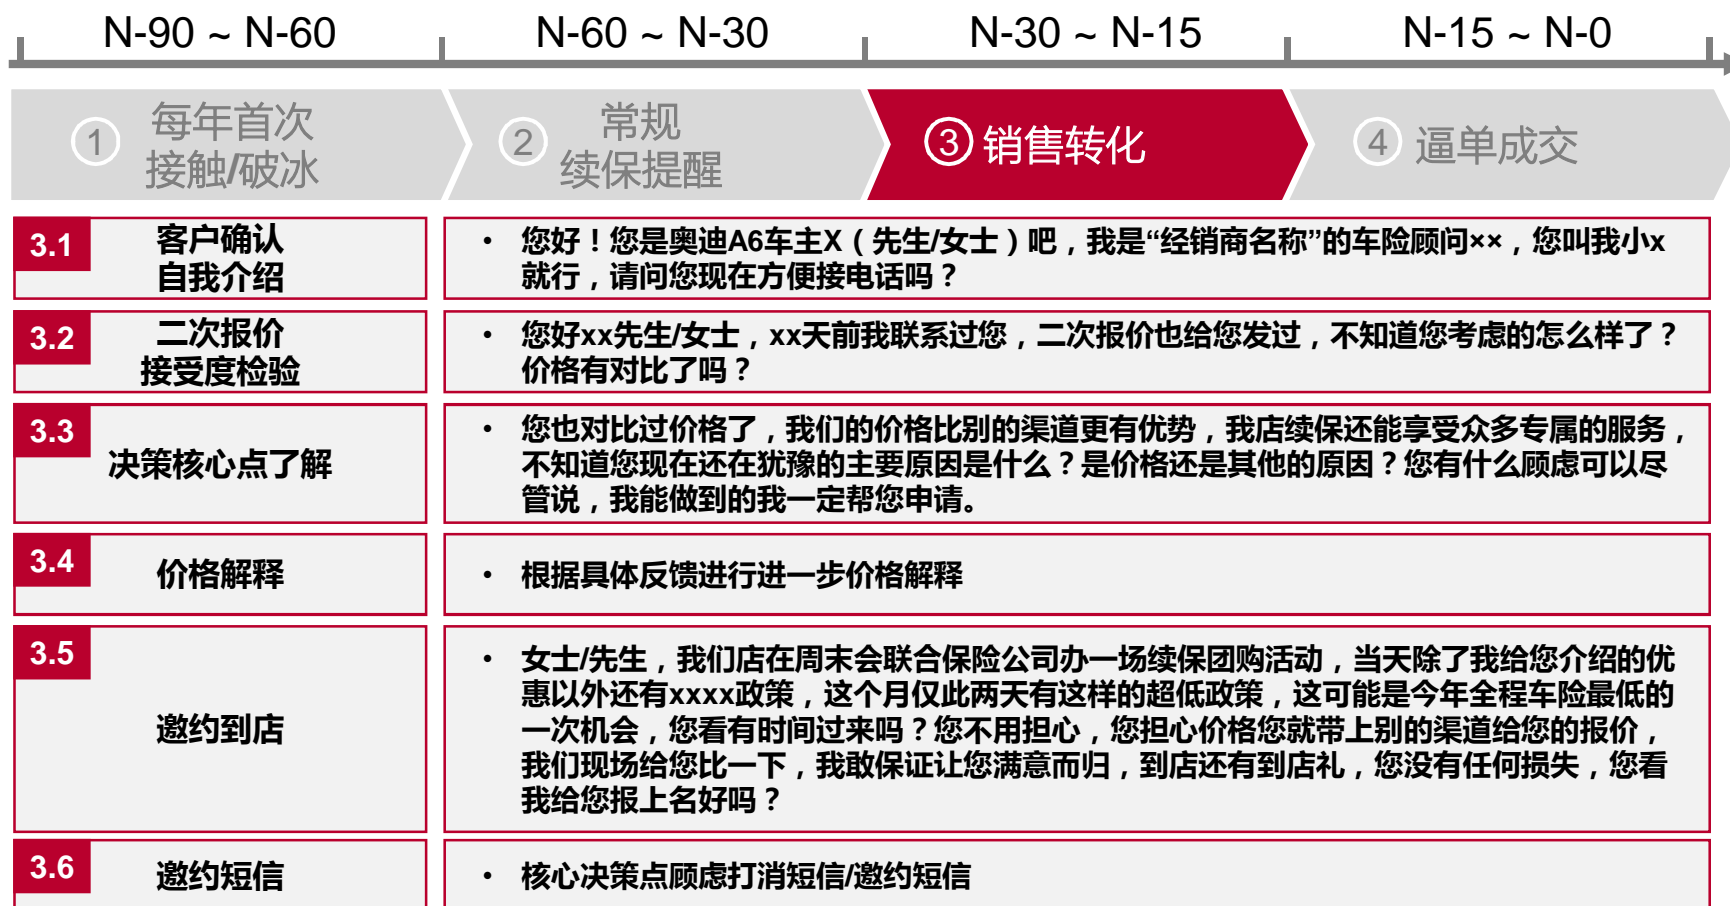 N-90 ~ N-60
N-60 ~ N-30
N-30 ~ N-15
N-15 ~ N-0
① 每年首次
接触/破冰
② 常规
续保提醒
③ 销售转化
④ 逼单成交
3.1
客户确认
自我介绍
• 您好！您是奥迪A6车主X（先生/女士）吧，我是“经销商名称”的车险顾问××，您叫我小x
就行，请问您现在方便接电话吗？
3.2
二次报价
接受度检验
• 您好xx先生/女士，xx天前我联系过您，二次报价也给您发过，不知道您考虑的怎么样了？
价格有对比了吗？
3.3
决策核心点了解
• 您也对比过价格了，我们的价格比别的渠道更有优势，我店续保还能享受众多专属的服务，
不知道您现在还在犹豫的主要原因是什么？是价格还是其他的原因？您有什么顾虑可以尽
管说，我能做到的我一定帮您申请。
3.4
价格解释
• 根据具体反馈进行进一步价格解释
3.5
邀约到店
• 女士/先生，我们店在周末会联合保险公司办一场续保团购活动，当天除了我给您介绍的优
惠以外还有xxxx政策，这个月仅此两天有这样的超低政策，这可能是今年全程车险最低的
一次机会，您看有时间过来吗？您不用担心，您担心价格您就带上别的渠道给您的报价，
我们现场给您比一下，我敢保证让您满意而归，到店还有到店礼，您没有任何损失，您看
我给您报上名好吗？
3.6
邀约短信
• 核心决策点顾虑打消短信/邀约短信